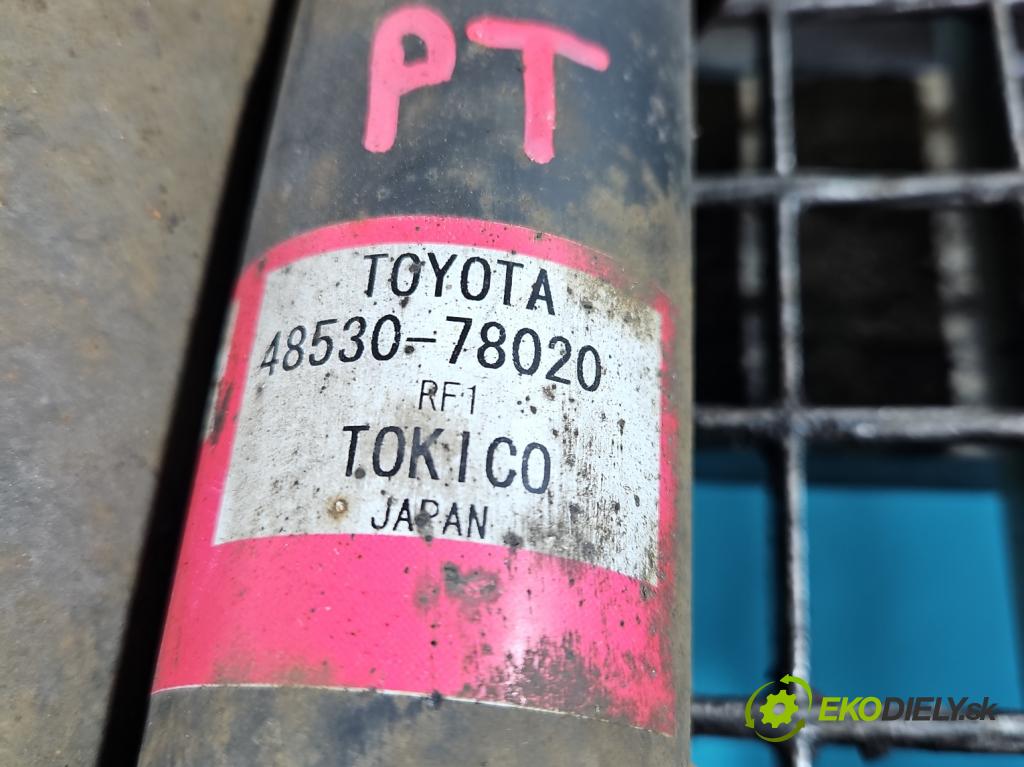 PT
TOYOTA
48530-78020
RF1
TOKICO
JAPAN
EKODIELY.sk